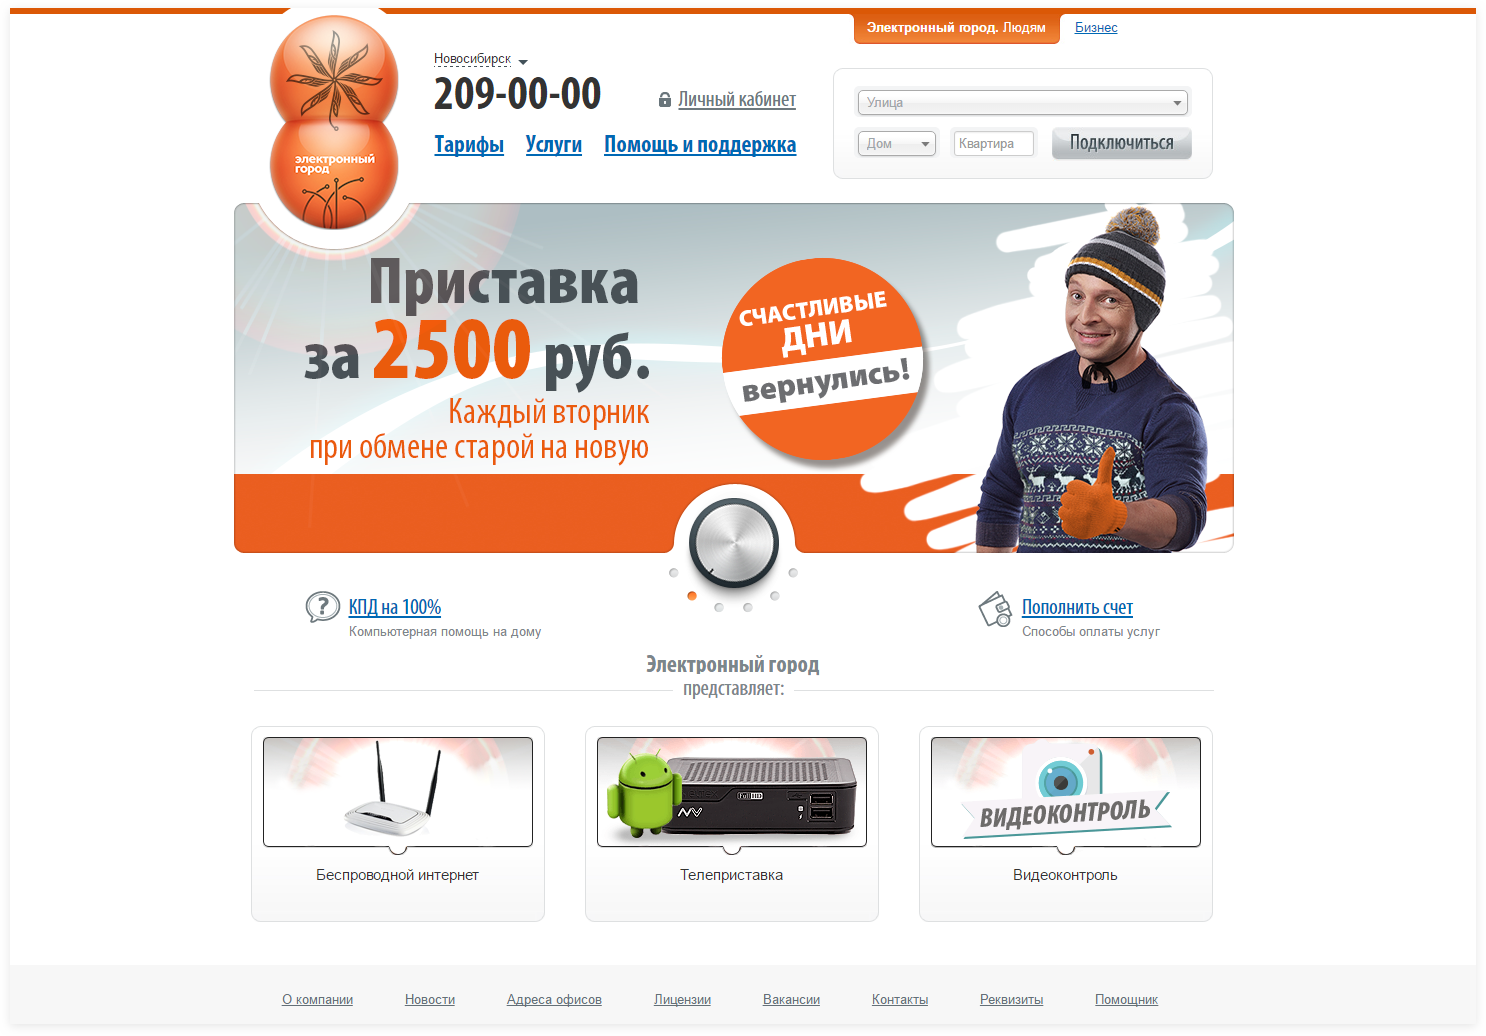 Электронный город. Людям
Бизнес
Новосибирск
209-00-00
Личный кабинет
Тарифы
Услуги
Помощь и поддержка
Улица
Дом
Квартира
Подключиться
электронный
город
Приставка
за 2500 руб.
Каждый вторник
при обмене старой на новую
СЧАСТЛИВЫЕ
ДНИ
вернулись!
КПД на 100%
Компьютерная помощь на дому
Пополнить счет
Способы оплаты услуг
Электронный город
представляет:
Full HD
ВИДЕОКОНТРОЛЬ
Беспроводной интернет
Телеприставка
Видеоконтроль
О компании
Новости
Адреса офисов
Лицензии
Вакансии
Контакты
Реквизиты
Помощник